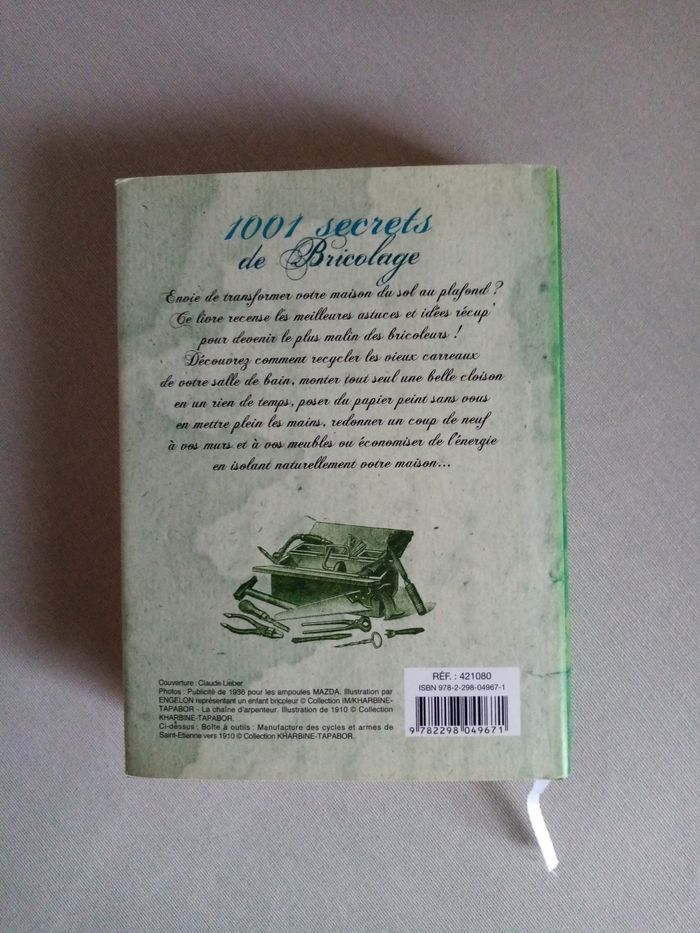 1001 secrets
de Bricolage
Envie de transformer votre maison du sol au plafond ?
Ce livre recense les meilleures astuces et idées récup'
pour devenir le plus malin des bricoleurs !
Découvrez comment recycler les vieux carreaux
de votre salle de bain, monter tout seul une belle cloison
en un rien de temps, poser du papier peint sans vous
en mettre plein les mains, redonner un coup de neuf
à vos murs et à vos meubles ou économiser de l'énergie
en isolant naturellement votre maison...
Couverture : Claude Lieber
Photos : Publicité de 1936 pour les ampoules MAZDA. Illustration par
ENGELON représentant un enfant bricoleur © Collection IM/KHARBINE-
TAPABOR - La chaîne d'arpenteur. Illustration de 1910 © Collection
KHARBINE-TAPABOR.
Ci-dessus : Boîte à outils : Manufacture des cycles et armes de
Saint-Etienne vers 1910 © Collection KHARBINE-TAPABOR.
RÉF. : 421080
ISBN 978-2-298-04967-1
9 782298 049671